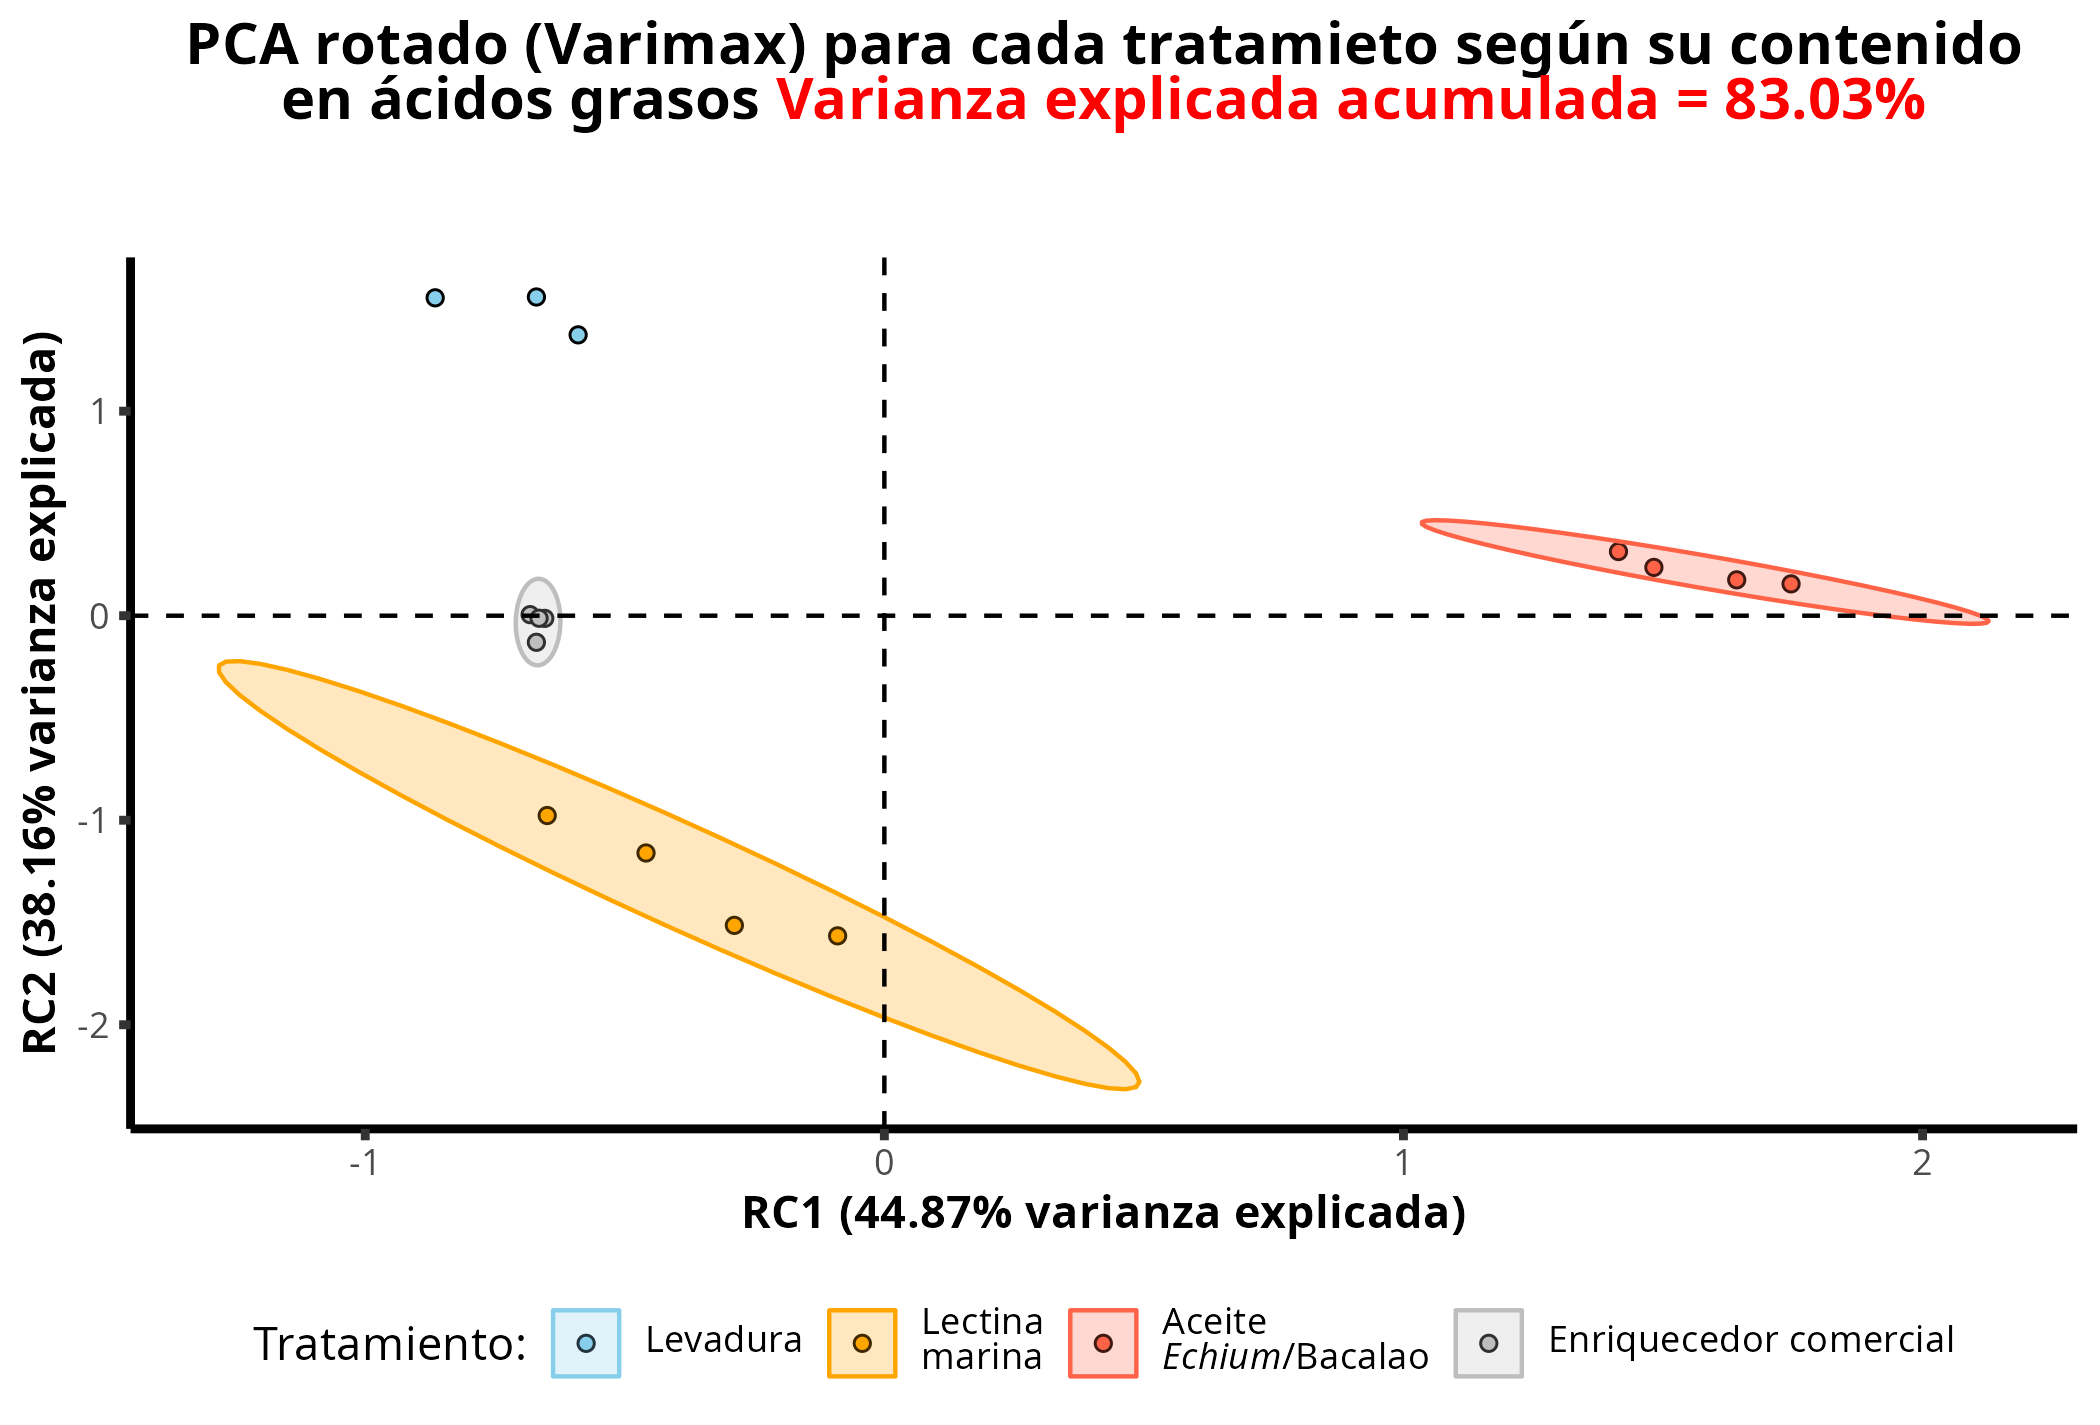 PCA rotado (Varimax) para cada tratamieto según su contenido
en ácidos grasos Varianza explicada acumulada = 83.03%
RC2 (38.16% varianza explicada)
1
0
-1
-2
-1
0
1
2
RC1 (44.87% varianza explicada)
Tratamiento:
Levadura
Lectina
marina
Aceite
Echium/Bacalao
Enriquecedor comercial